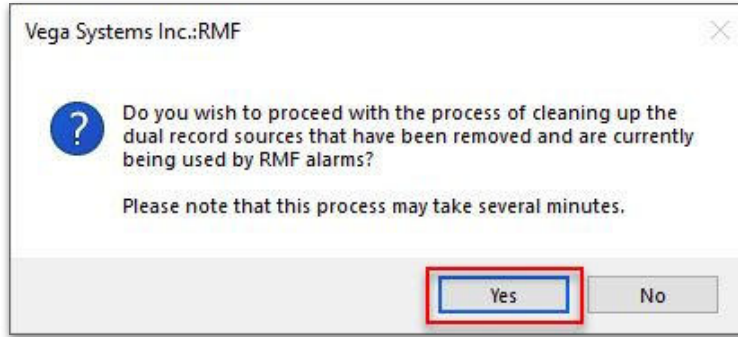 Vega Systems Inc.:RMF
Do you wish to proceed with the process of cleaning up the
dual record sources that have been removed and are currently
being used by RMF alarms?
Please note that this process may take several minutes.
Yes
No